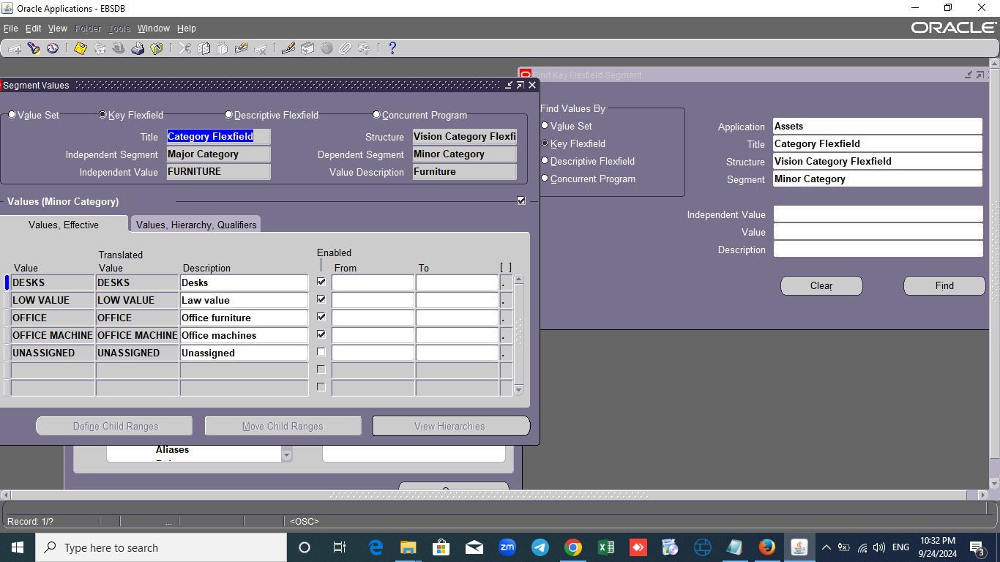 Oracle Applications - EBSDB
File Edit View Folder Tools Window Help
ORACLE
Find Key Flexfield Segment
Segment Values
Value Set Key Flexfield Descriptive Flexfield Concurrent Program
Title Category Flexfield Structure Vision Category Flexfi
Independent Segment Major Category Dependent Segment Minor Category
Independent Value FURNITURE Value Description Furniture
Values (Minor Category)
Values, Effective Values, Hierarchy, Qualifiers
Enabled
Translated
Value Value Description From To [ ]
DESKS DESKS Desks .
LOW VALUE LOW VALUE Law value .
OFFICE OFFICE Office furniture .
OFFICE MACHINE OFFICE MACHINE Office machines .
UNASSIGNED UNASSIGNED Unassigned .
Define Child Ranges Move Child Ranges View Hierarchies
Aliases
Find Values By
Value Set
Key Flexfield
Descriptive Flexfield
Concurrent Program
Application Assets
Title Category Flexfield
Structure Vision Category Flexfield
Segment Minor Category
Independent Value
Value
Description
Clear Find
Record: 1/? ... <OSC>
Type here to search
zm
ENG
10:32 PM
9/24/2024
3